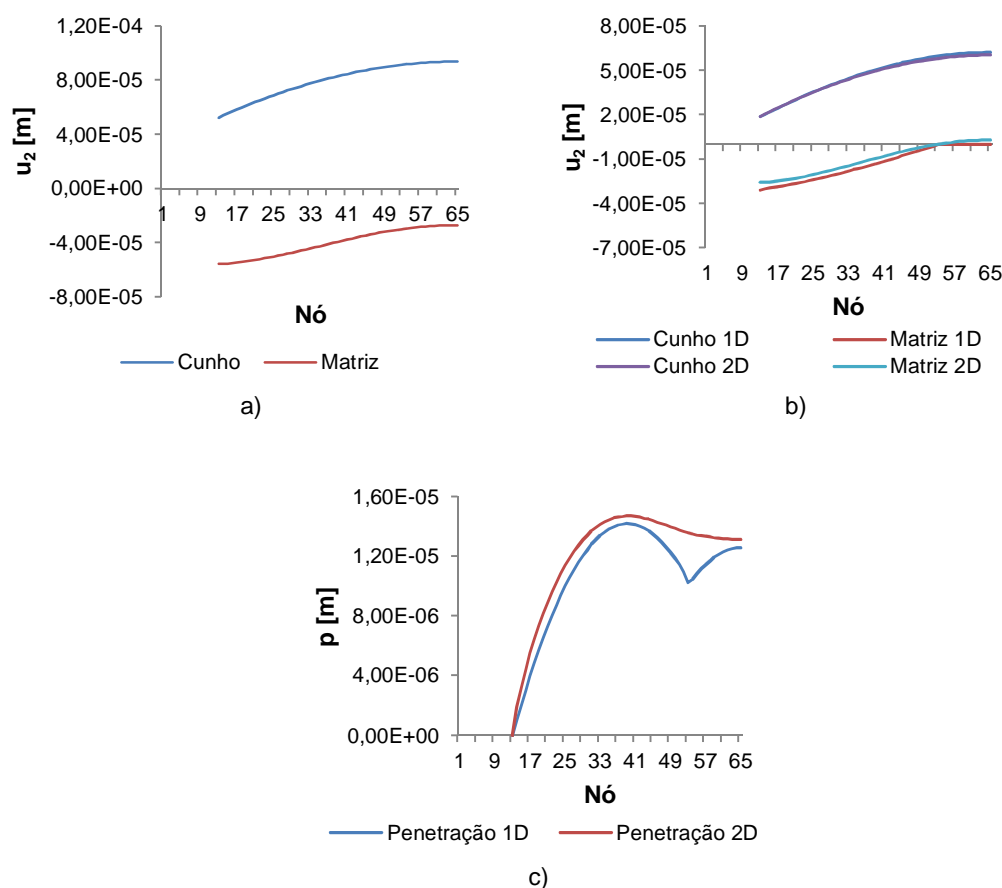 1,20E-04
8,00E-05
4,00E-05
0,00E+00
-4,00E-05
-8,00E-05
u2 [m]
1 9 17 25 33 41 49 57 65
Nó
Cunho Matriz
a)
8,00E-05
5,00E-05
2,00E-05
-1,00E-05
-4,00E-05
-7,00E-05
u2 [m]
1 9 17 25 33 41 49 57 65
Nó
Cunho 1D Matriz 1D
Cunho 2D Matriz 2D
b)
1,60E-05
1,20E-05
8,00E-06
4,00E-06
0,00E+00
p [m]
1 9 17 25 33 41 49 57 65
Nó
Penetração 1D Penetração 2D
c)